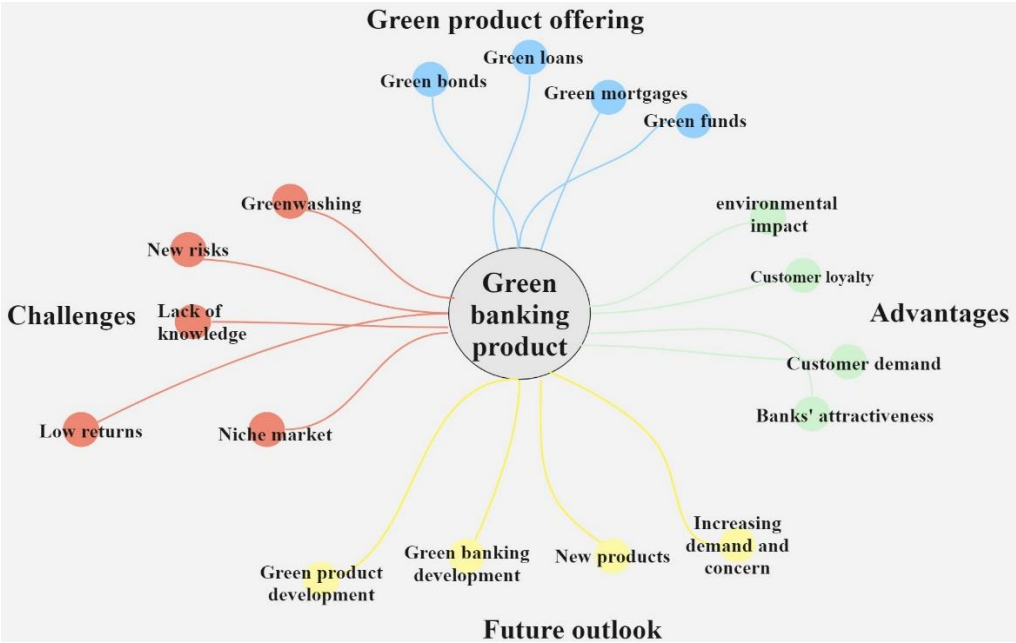 Green product offering
Green bonds
Green loans
Green mortgages
Green funds
Challenges
Greenwashing
New risks
Lack of
knowledge
Low returns
Niche market
Green
banking
product
Advantages
environmental
impact
Customer loyalty
Customer demand
Banks' attractiveness
Green product
development
Green banking
development
New products
Increasing
demand and
concern
Future outlook